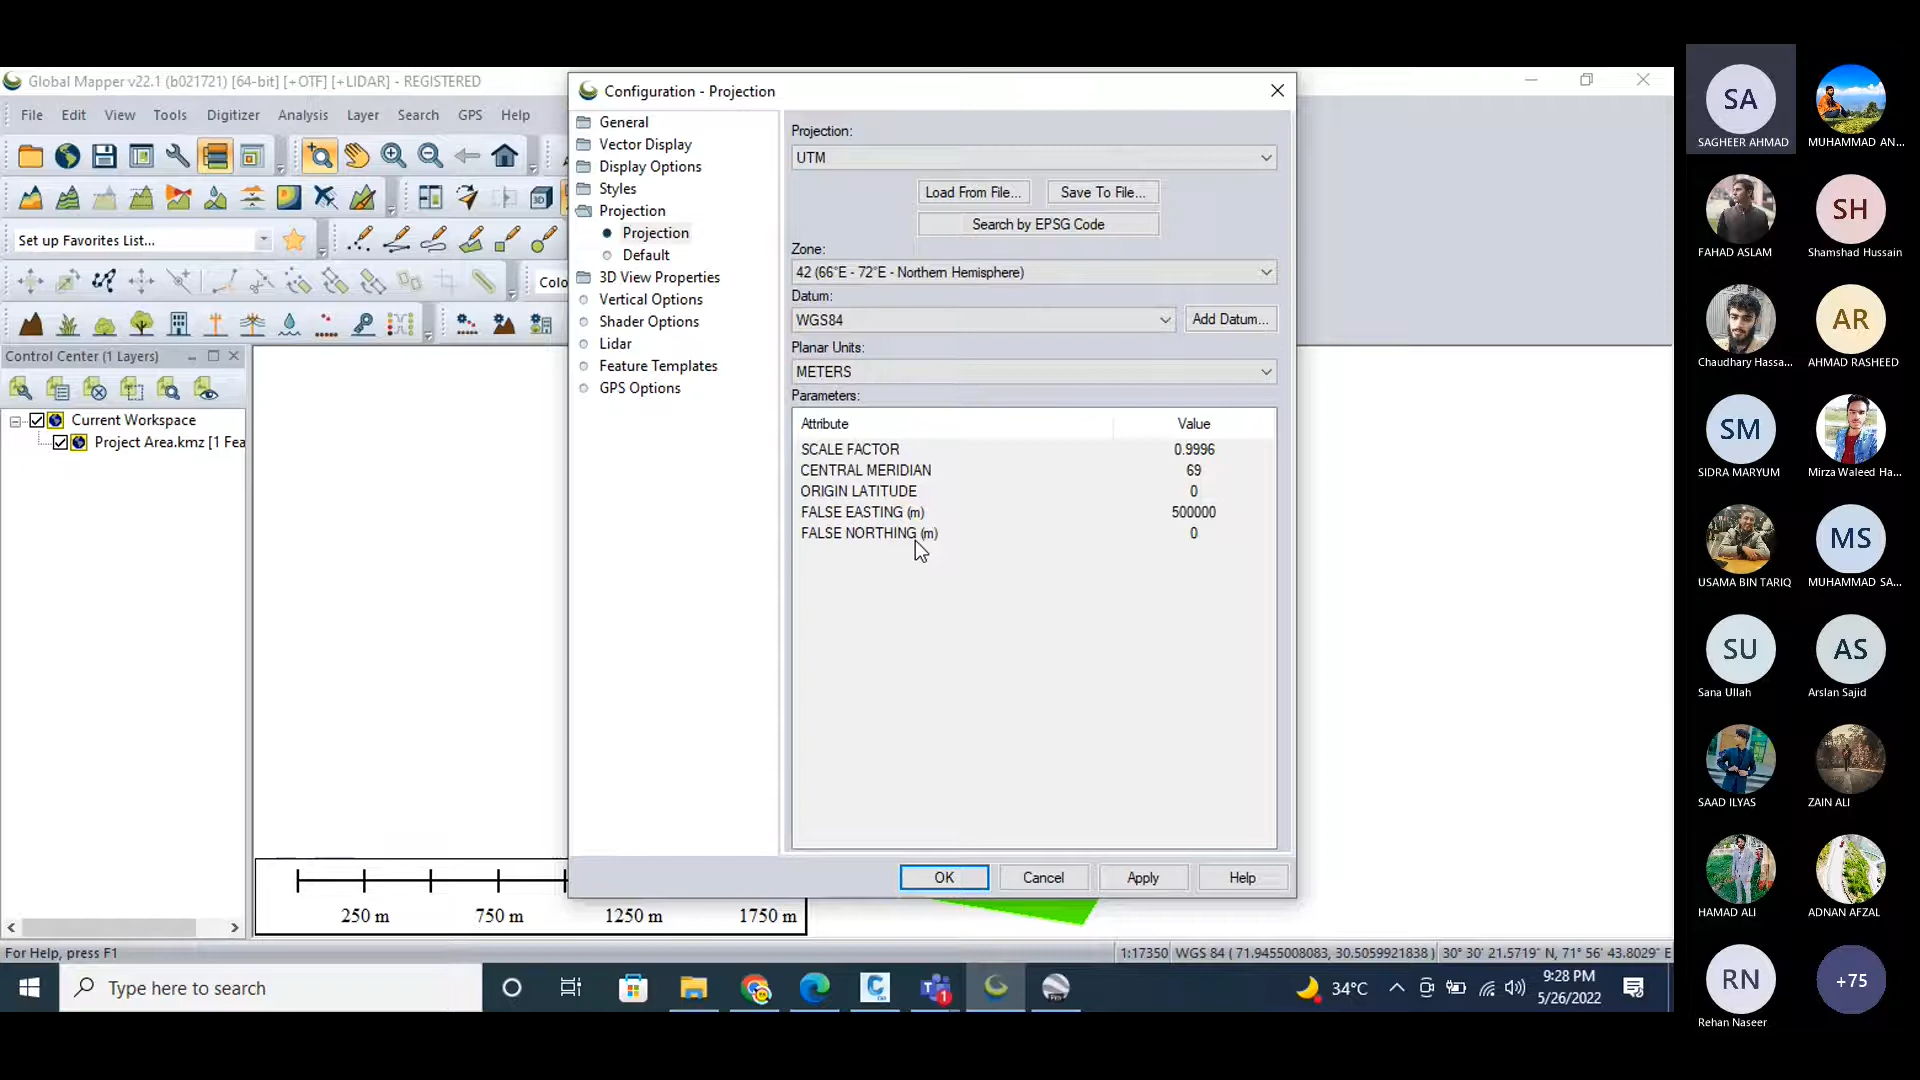 Global Mapper v22.1 (b021721) [64-bit] [+OTF] [+LIDAR] - REGISTERED
File Edit View Tools Digitizer Analysis Layer Search GPS Help
Set up Favorites List...
Colo
Control Center (1 Layers)
Current Workspace
Project Area.kmz [1 Fea
Configuration - Projection
General
Vector Display
Display Options
Styles
Projection
Projection
Default
3D View Properties
Vertical Options
Shader Options
Lidar
Feature Templates
GPS Options
Projection:
UTM
Load From File... Save To File...
Search by EPSG Code
Zone:
42 (66°E - 72°E - Northern Hemisphere)
Datum:
WGS84 Add Datum...
Planar Units:
METERS
Parameters:
Attribute Value
SCALE FACTOR 0.9996
CENTRAL MERIDIAN 69
ORIGIN LATITUDE 0
FALSE EASTING (m) 500000
FALSE NORTHING (m) 0
OK Cancel Apply Help
250 m 750 m 1250 m 1750 m
For Help, press F1
1:17350 WGS 84 ( 71.9455008083, 30.5059921838 ) 30° 30' 21.5719" N, 71° 56' 43.8029" E
Type here to search
1
34°C
9:28 PM
5/26/2022
SA
SAGHEER AHMAD
MUHAMMAD AN...
FAHAD ASLAM
SH
Shamshad Hussain
Chaudhary Hassa...
AR
AHMAD RASHEED
SM
SIDRA MARYUM
Mirza Waleed Ha...
USAMA BIN TARIQ
MS
MUHAMMAD SA...
SU
Sana Ullah
AS
Arslan Sajid
SAAD ILYAS
ZAIN ALI
HAMAD ALI
ADNAN AFZAL
RN
Rehan Naseer
+75